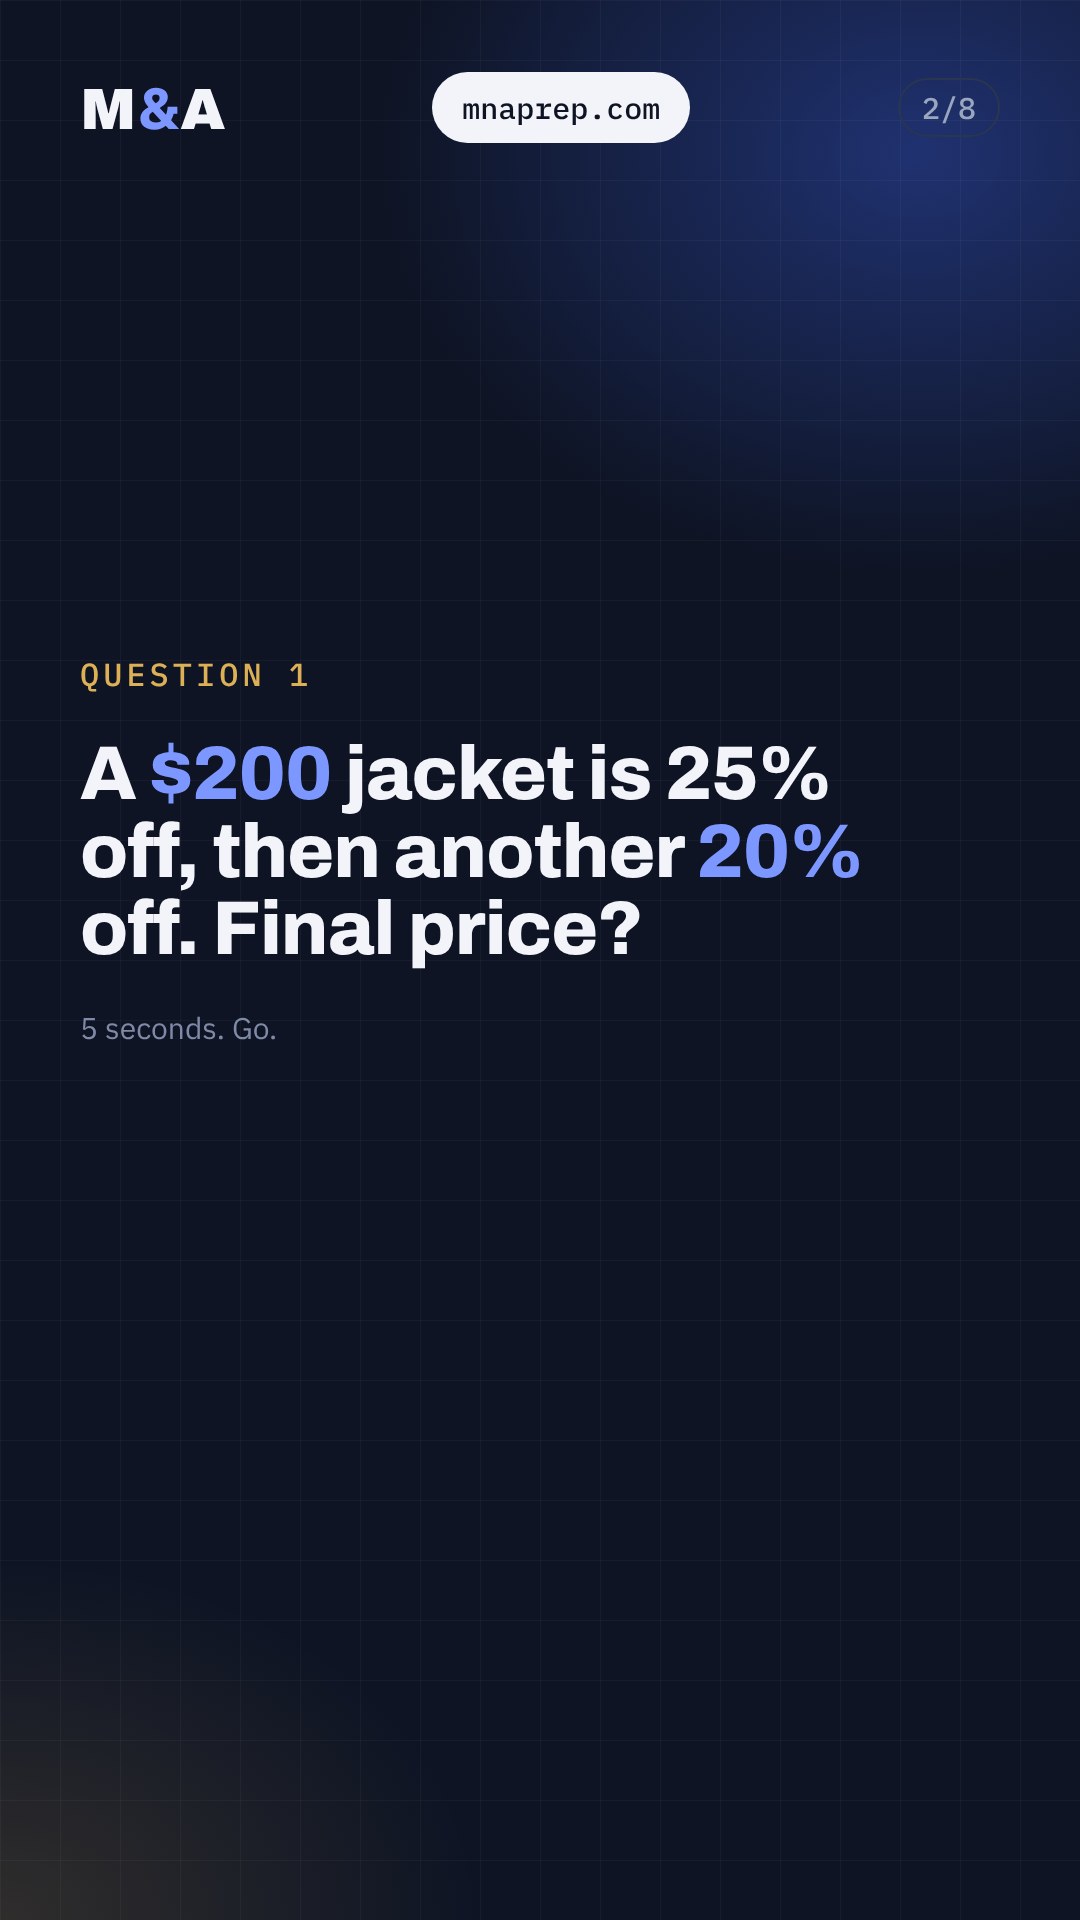 M&A
mnaprep.com
2/8
QUESTION 1
A $200 jacket is 25%
off, then another 20%
off. Final price?
5 seconds. Go.